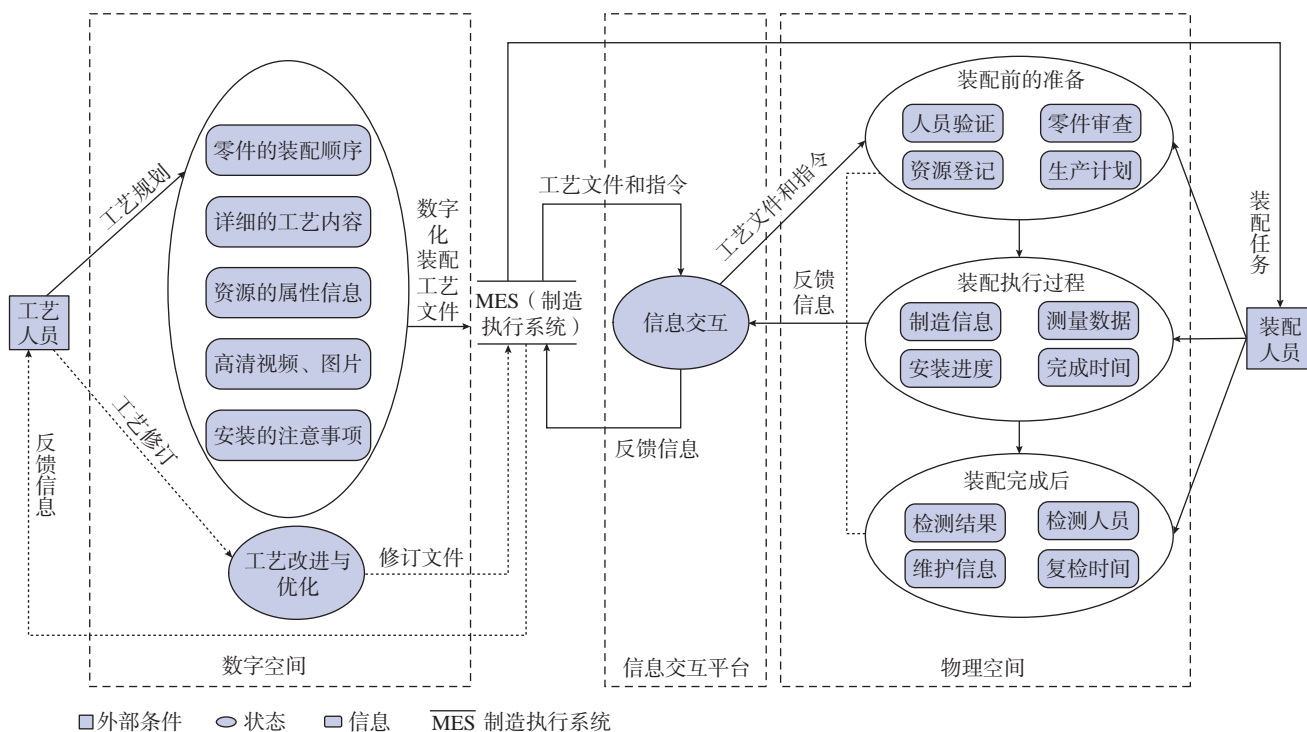 工艺
人员
工艺规划
工艺修订
反馈信息
零件的装配顺序
详细的工艺内容
资源的属性信息
高清视频、图片
安装的注意事项
工艺改进与
优化
修订文件
数字空间
数字
化
装配
工艺
文件
MES（制造
执行系统）
工艺文件和指令
信息交互
反馈信息
信息交互平台
工艺文件和指令
反馈
信息
装配前的准备
人员验证
零件审查
资源登记
生产计划
装配执行过程
制造信息
测量数据
安装进度
完成时间
装配完成后
检测结果
检测人员
维护信息
复检时间
物理空间
装配任务
装配
人员
外部条件
状态
信息
MES 制造执行系统